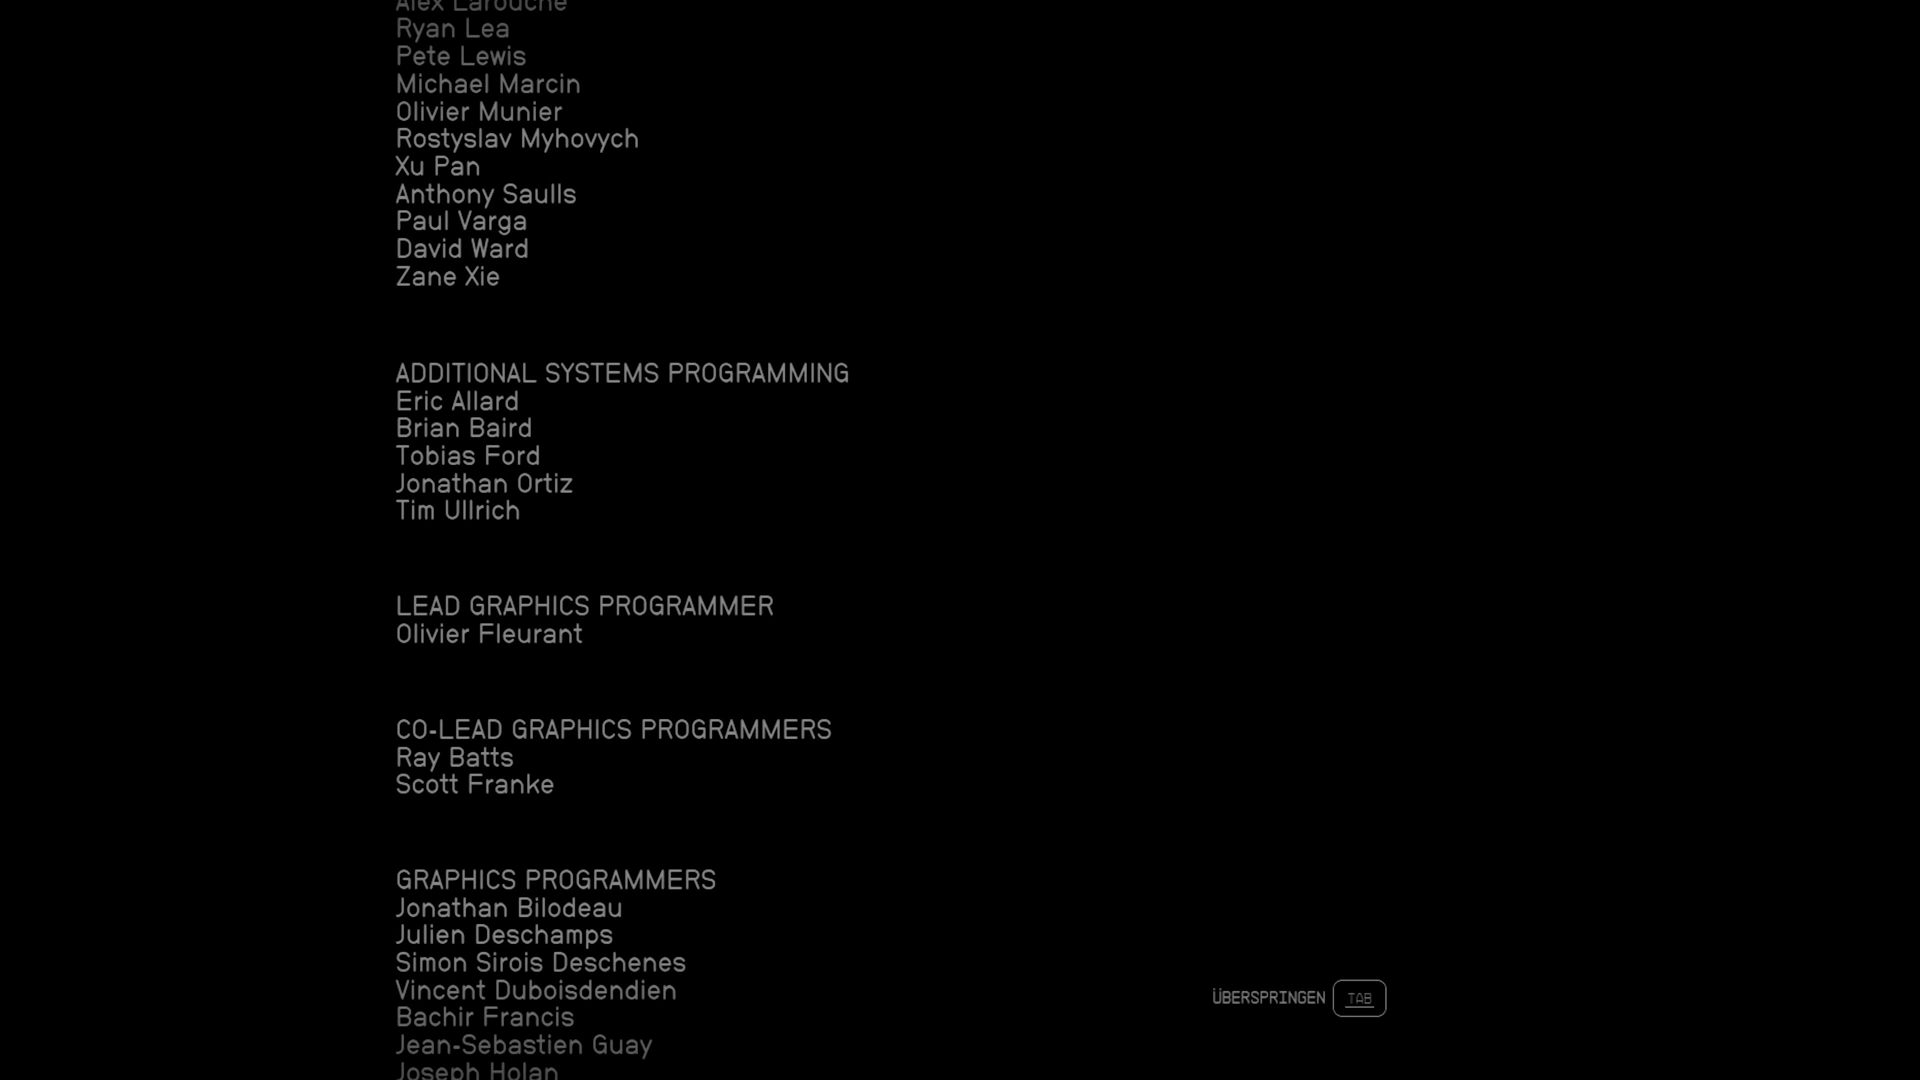 Alex Larouche
Ryan Lea
Pete Lewis
Michael Marcin
Olivier Munier
Rostyslav Myhovych
Xu Pan
Anthony Saulls
Paul Varga
David Ward
Zane Xie
ADDITIONAL SYSTEMS PROGRAMMING
Eric Allard
Brian Baird
Tobias Ford
Jonathan Ortiz
Tim Ullrich
LEAD GRAPHICS PROGRAMMER
Olivier Fleurant
CO-LEAD GRAPHICS PROGRAMMERS
Ray Batts
Scott Franke
GRAPHICS PROGRAMMERS
Jonathan Bilodeau
Julien Deschamps
Simon Sirois Deschenes
Vincent Duboisdendien
Bachir Francis
Jean-Sebastien Guay
Joseph Holan
ÜBERSPRINGEN TAB